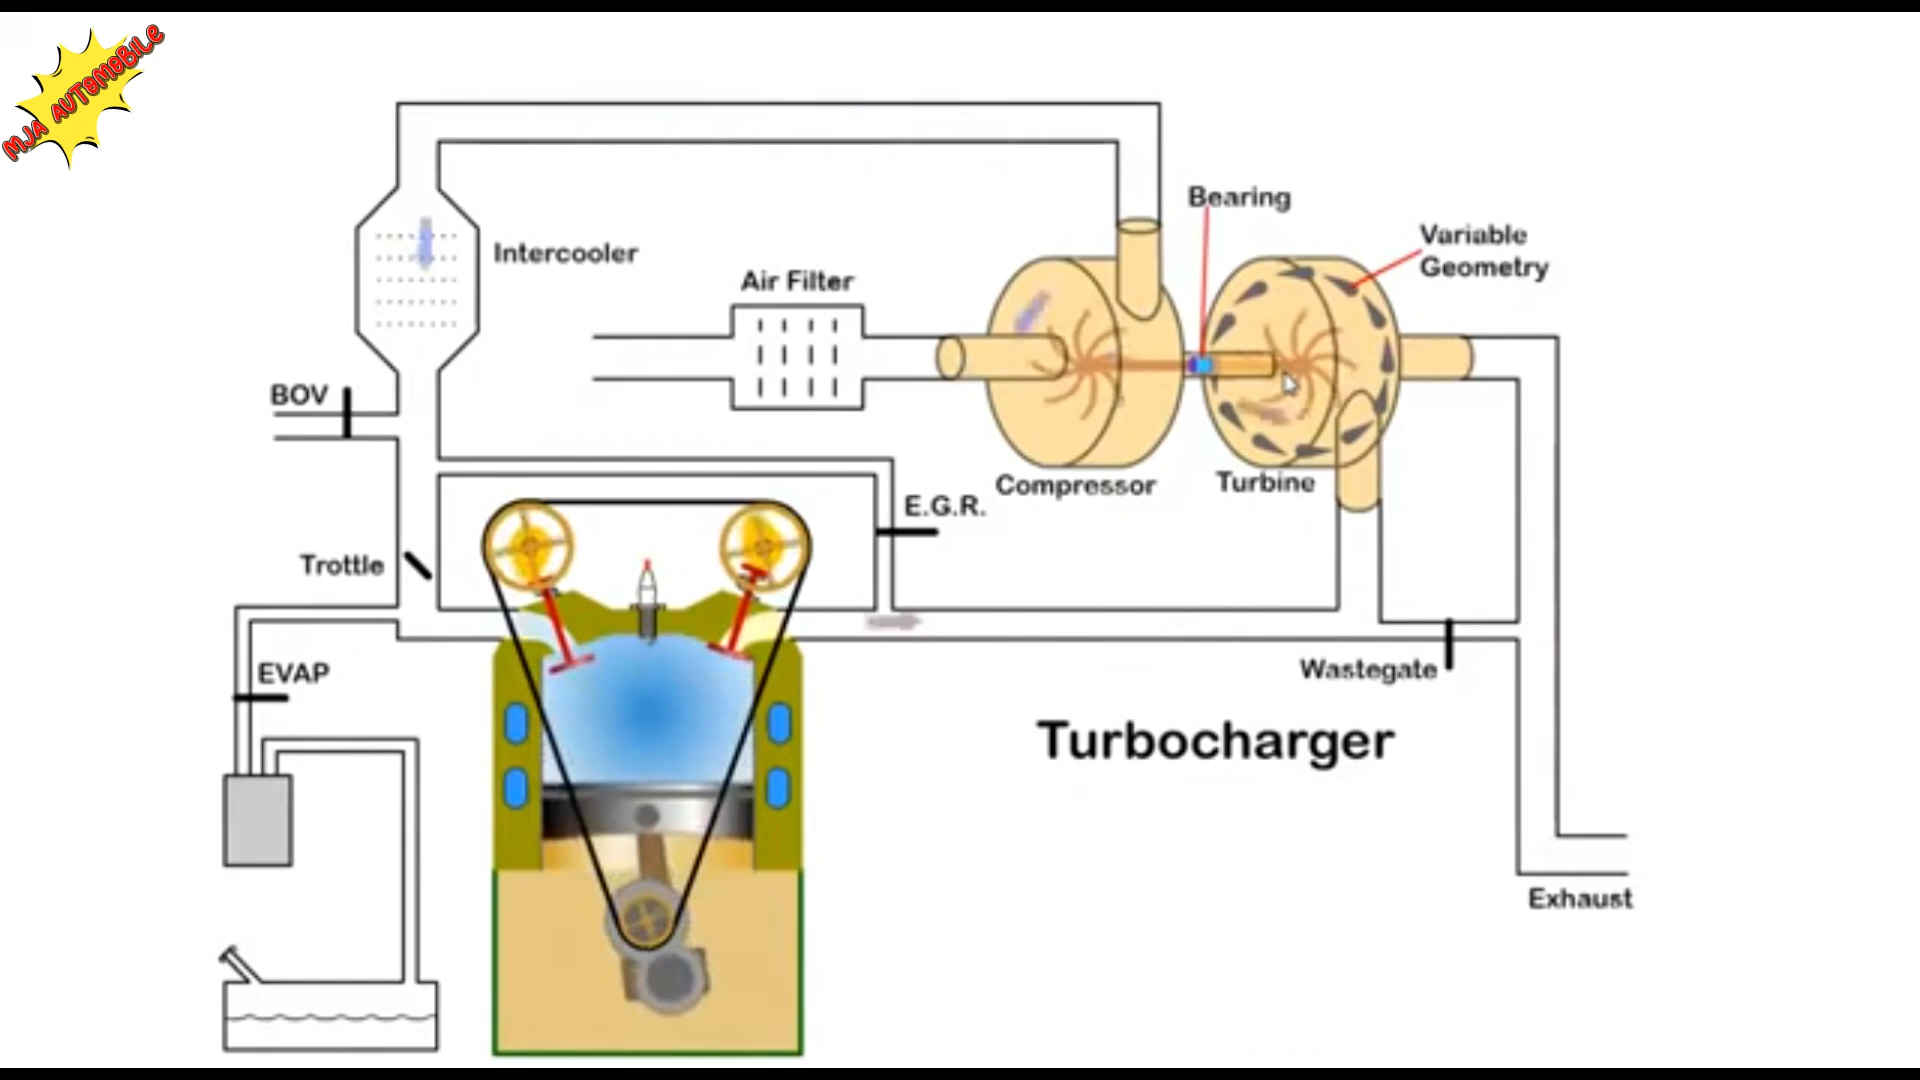 MJA AUTOMOBILE
Bearing
Variable
Geometry
Intercooler
Air Filter
BOV
Compressor
Turbine
E.G.R.
Trottle
EVAP
Wastegate
Turbocharger
Exhaust